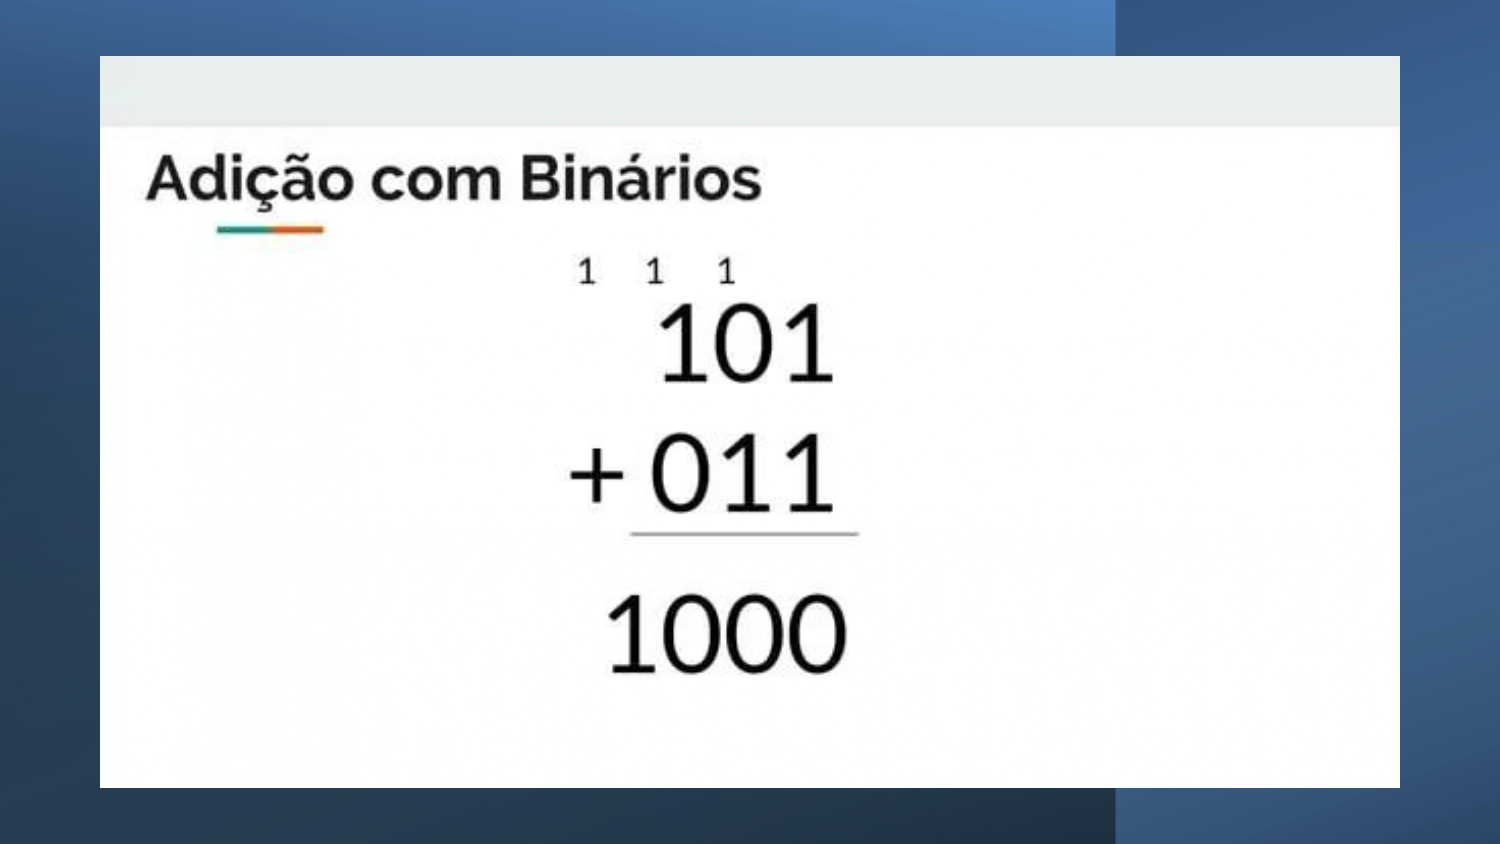 Adição com Binários
1 1 1
101
+ 011
1000